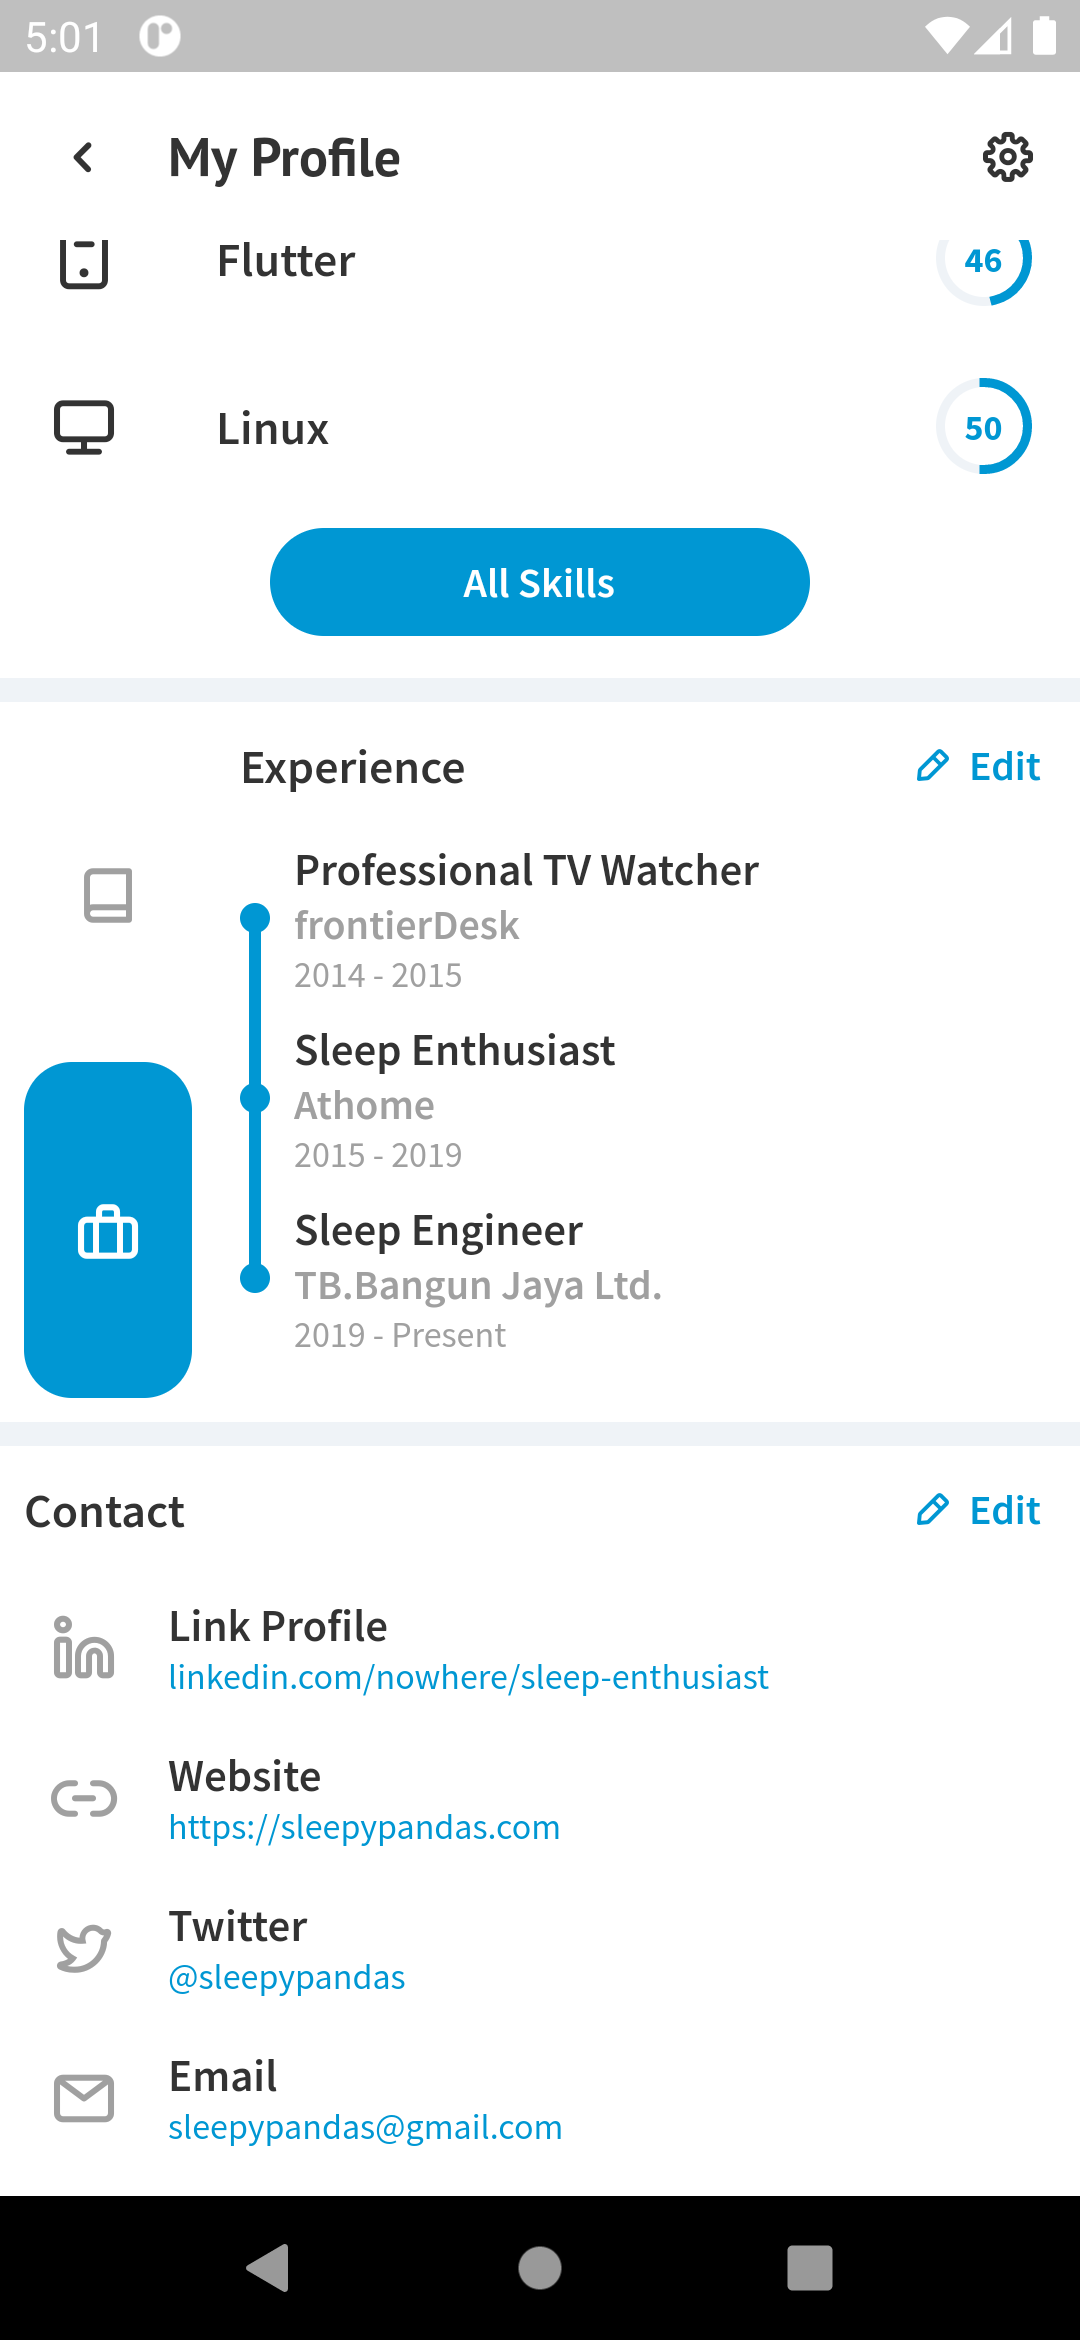 5:01
My Profile
Flutter
46
Linux
50
All Skills
Experience
Edit
Professional TV Watcher
frontierDesk
2014 - 2015
Sleep Enthusiast
Athome
2015 - 2019
Sleep Engineer
TB.Bangun Jaya Ltd.
2019 - Present
Contact
Edit
Link Profile
linkedin.com/nowhere/sleep-enthusiast
Website
https://sleepypandas.com
Twitter
@sleepypandas
Email
sleepypandas@gmail.com